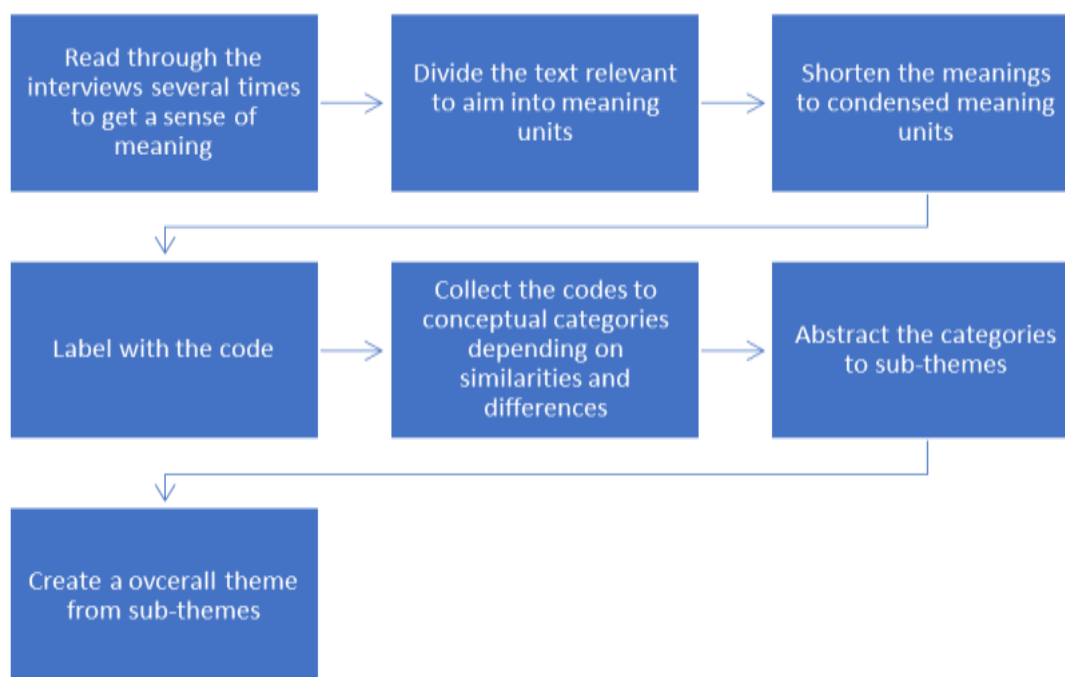 Read through the
interviews several times
to get a sense of
meaning
Divide the text relevant
to aim into meaning
units
Shorten the meanings
to condensed meaning
units
Label with the code
Collect the codes to
conceptual categories
depending on
similarities and
differences
Abstract the categories
to sub-themes
Create a ovcerall theme
from sub-themes